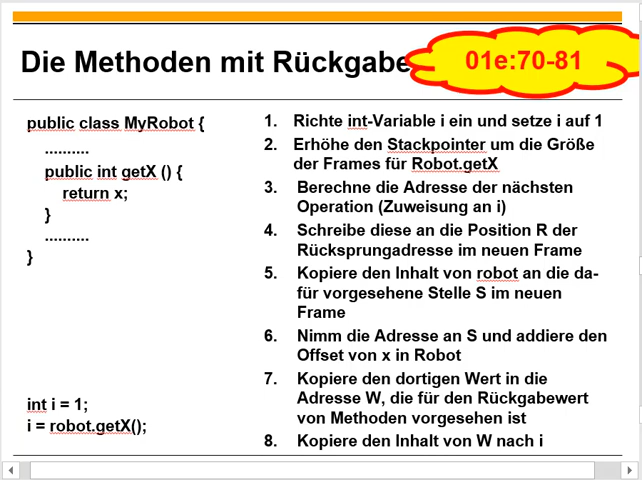 Die Methoden mit Rückgabe
01e:70-81
public class MyRobot {
..........
public int getX () {
return x;
}
..........
}
int i = 1;
i = robot.getX();
1. Richte int-Variable i ein und setze i auf 1
2. Erhöhe den Stackpointer um die Größe
der Frames für Robot.getX
3. Berechne die Adresse der nächsten
Operation (Zuweisung an i)
4. Schreibe diese an die Position R der
Rücksprungadresse im neuen Frame
5. Kopiere den Inhalt von robot an die da-
für vorgesehene Stelle S im neuen
Frame
6. Nimm die Adresse an S und addiere den
Offset von x in Robot
7. Kopiere den dortigen Wert in die
Adresse W, die für den Rückgabewert
von Methoden vorgesehen ist
8. Kopiere den Inhalt von W nach i